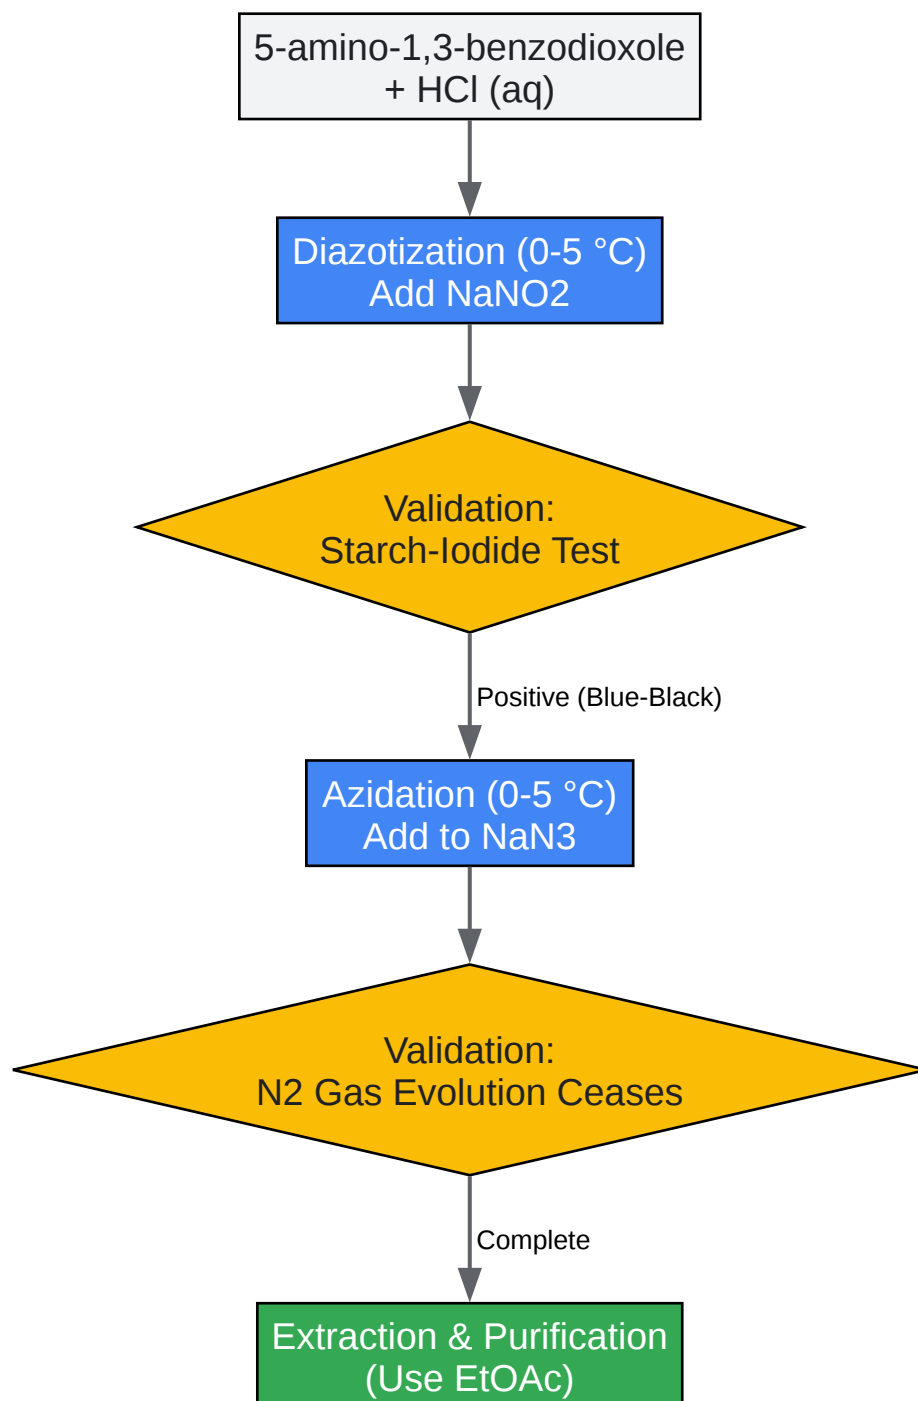 5-amino-1,3-benzodioxole
+ HCl (aq)
Diazotization (0-5 °C)
Add NaNO2
Validation:
Starch-Iodide Test
Positive (Blue-Black)
Azidation (0-5 °C)
Add to NaN3
Validation:
N2 Gas Evolution Ceases
Complete
Extraction & Purification
(Use EtOAc)